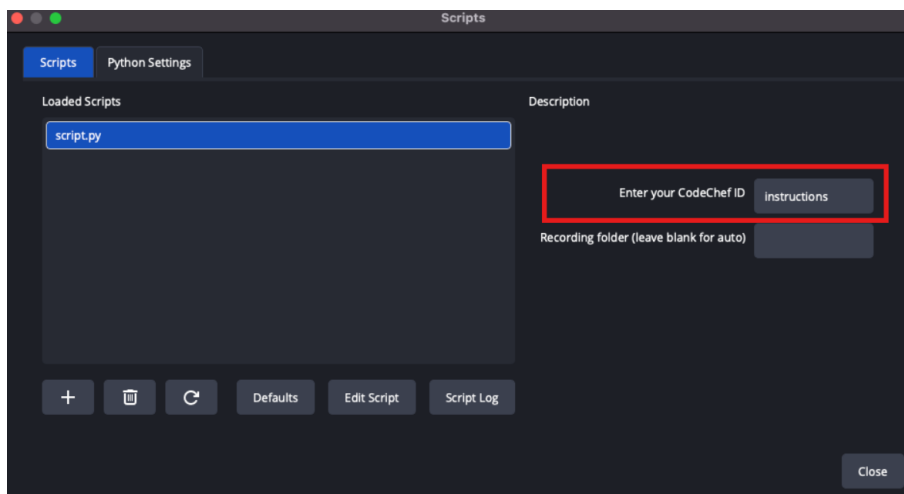 Scripts
Scripts
Python Settings
Loaded Scripts
Description
script.py
Enter your CodeChef ID
instructions
Recording folder (leave blank for auto)
Defaults
Edit Script
Script Log
Close